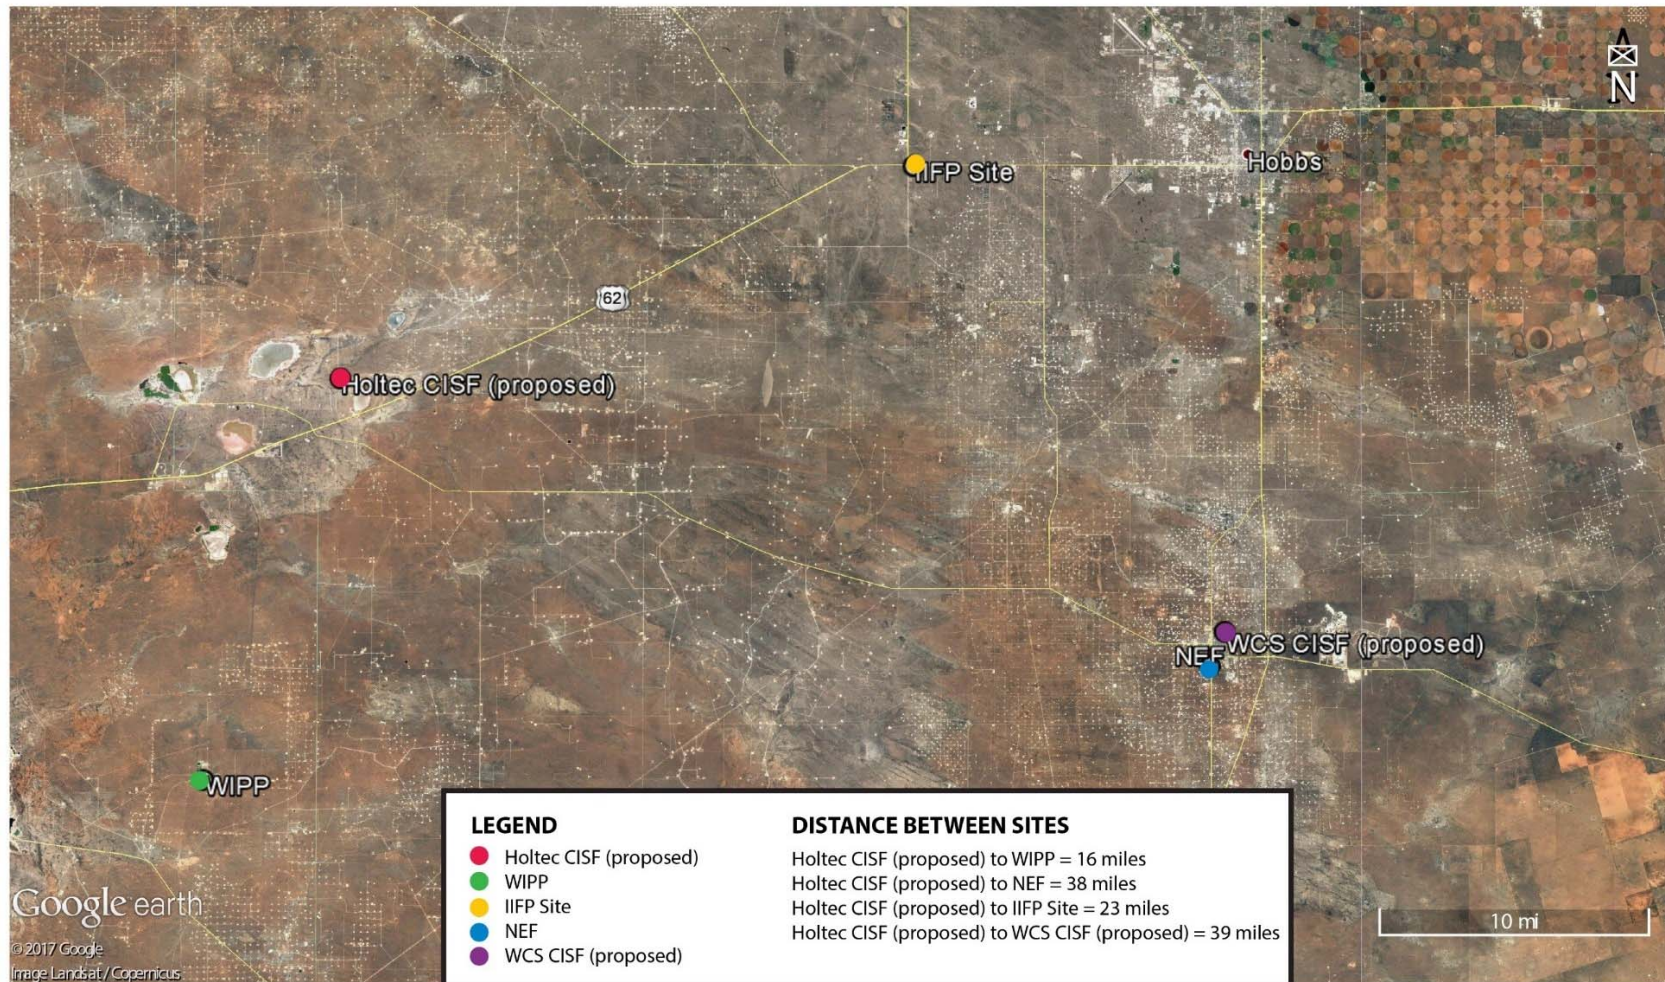 N
Hobbs
IIFP Site
62
Holtec CISF (proposed)
WCS CISF (proposed)
NEF
WIPP
LEGEND
Holtec CISF (proposed)
WIPP
IIFP Site
NEF
WCS CISF (proposed)
DISTANCE BETWEEN SITES
Holtec CISF (proposed) to WIPP = 16 miles
Holtec CISF (proposed) to NEF = 38 miles
Holtec CISF (proposed) to IIFP Site = 23 miles
Holtec CISF (proposed) to WCS CISF (proposed) = 39 miles
10 mi
Google earth
© 2017 Google
Image Landsat / Copernicus